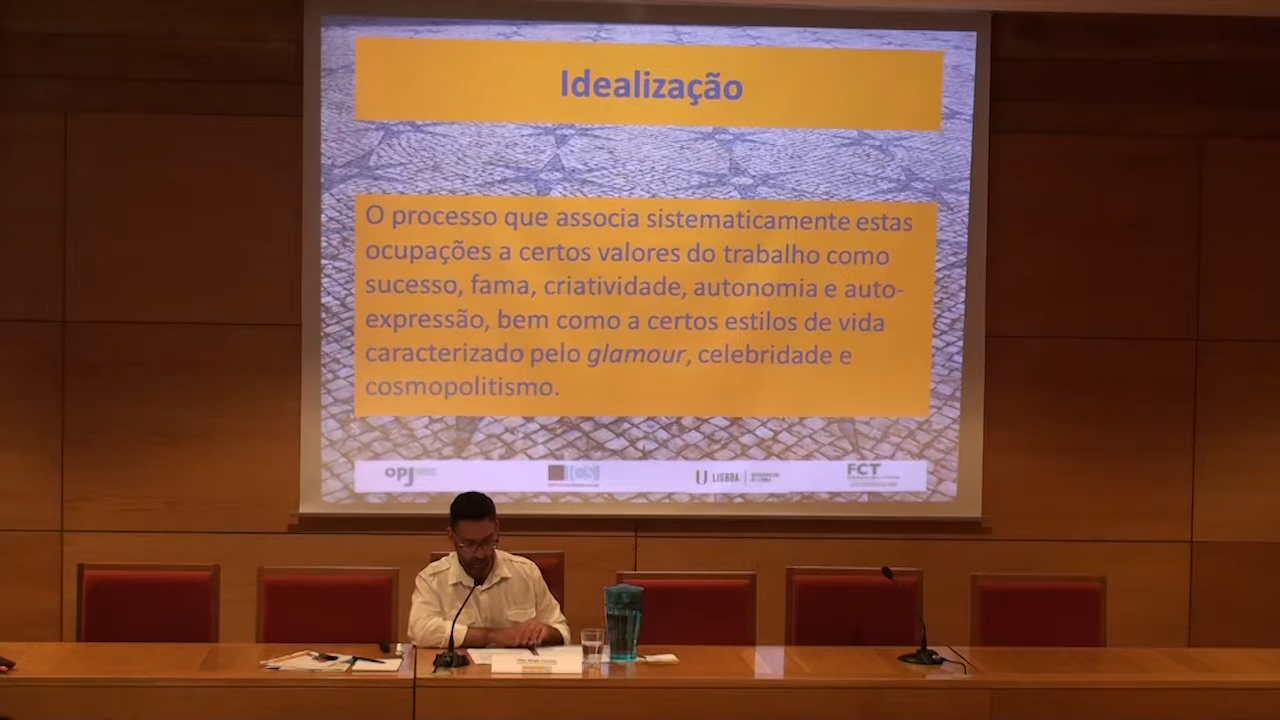 Idealização
O processo que associa sistematicamente estas
ocupações a certos valores do trabalho como
sucesso, fama, criatividade, autonomia e auto-
expressão, bem como a certos estilos de vida
caracterizado pelo glamour, celebridade e
cosmopolitismo.
OPJ
LISBOA
FCT